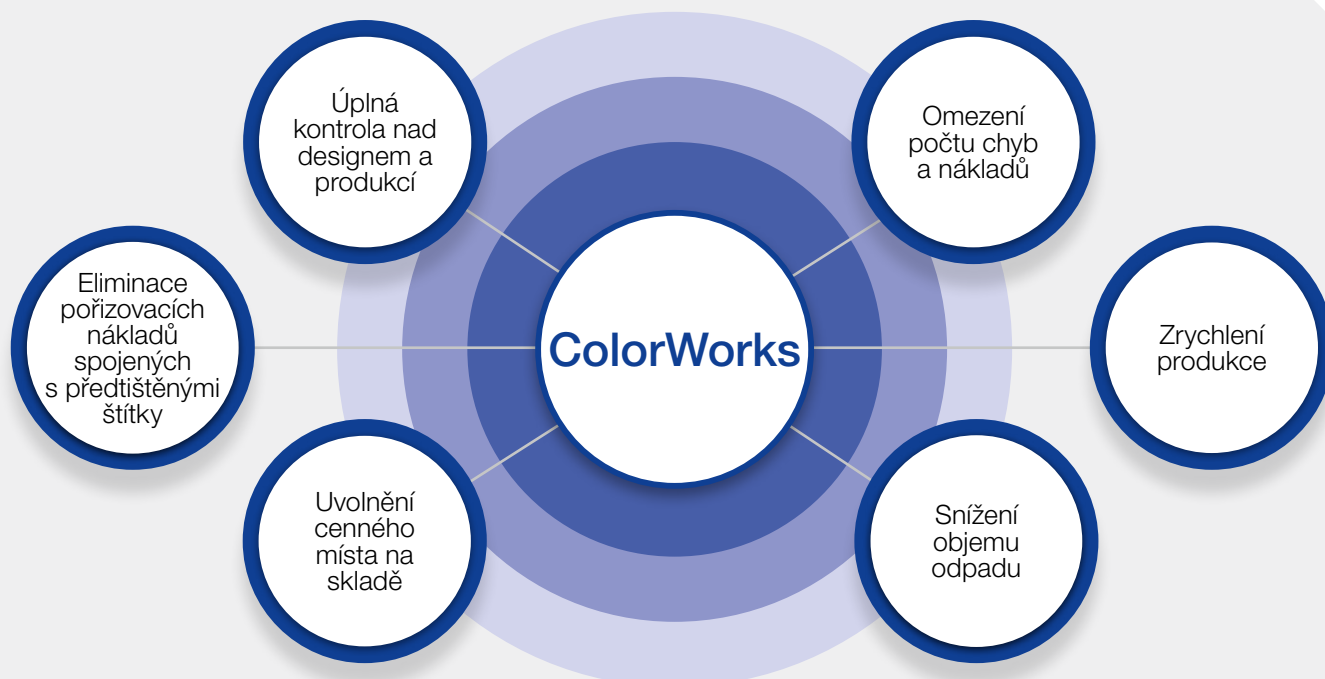 Úplná
kontrola nad
designem a
produkcí
Omezení
počtu chyb
a nákladů
Eliminace
pořizovacích
nákladů
spojených
s předtištěnými
štítky
ColorWorks
Zrychlení
produkce
Uvolnění
cenného
místa na
skladě
Snížení
objemu
odpadu